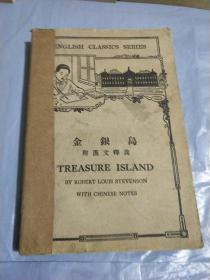 ENGLISH CLASSICS SERIES
金銀島
附漢文釋義
TREASURE ISLAND
BY ROBERT LOUIS STEVENSON
WITH CHINESE NOTES